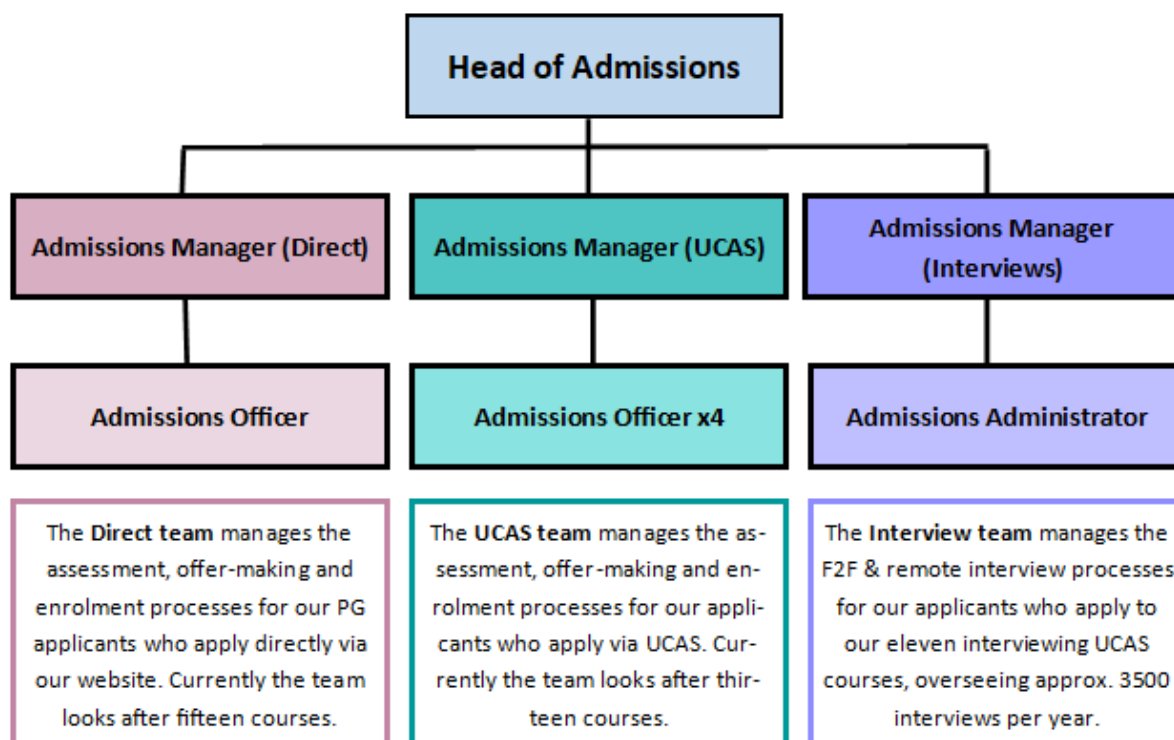 Head of Admissions
Admissions Manager (Direct)
Admissions Manager (UCAS)
Admissions Manager
(Interviews)
Admissions Officer
Admissions Officer x4
Admissions Administrator
The Direct team manages the
assessment, offer-making and
enrolment processes for our PG
applicants who apply directly via
our website. Currently the team
looks after fifteen courses.
The UCAS team manages the as-
sessment, offer-making and en-
rolment processes for our appli-
cants who apply via UCAS. Cur-
rently the team looks after thir-
teen courses.
The Interview team manages the
F2F & remote interview processes
for our applicants who apply to
our eleven interviewing UCAS
courses, overseeing approx. 3500
interviews per year.